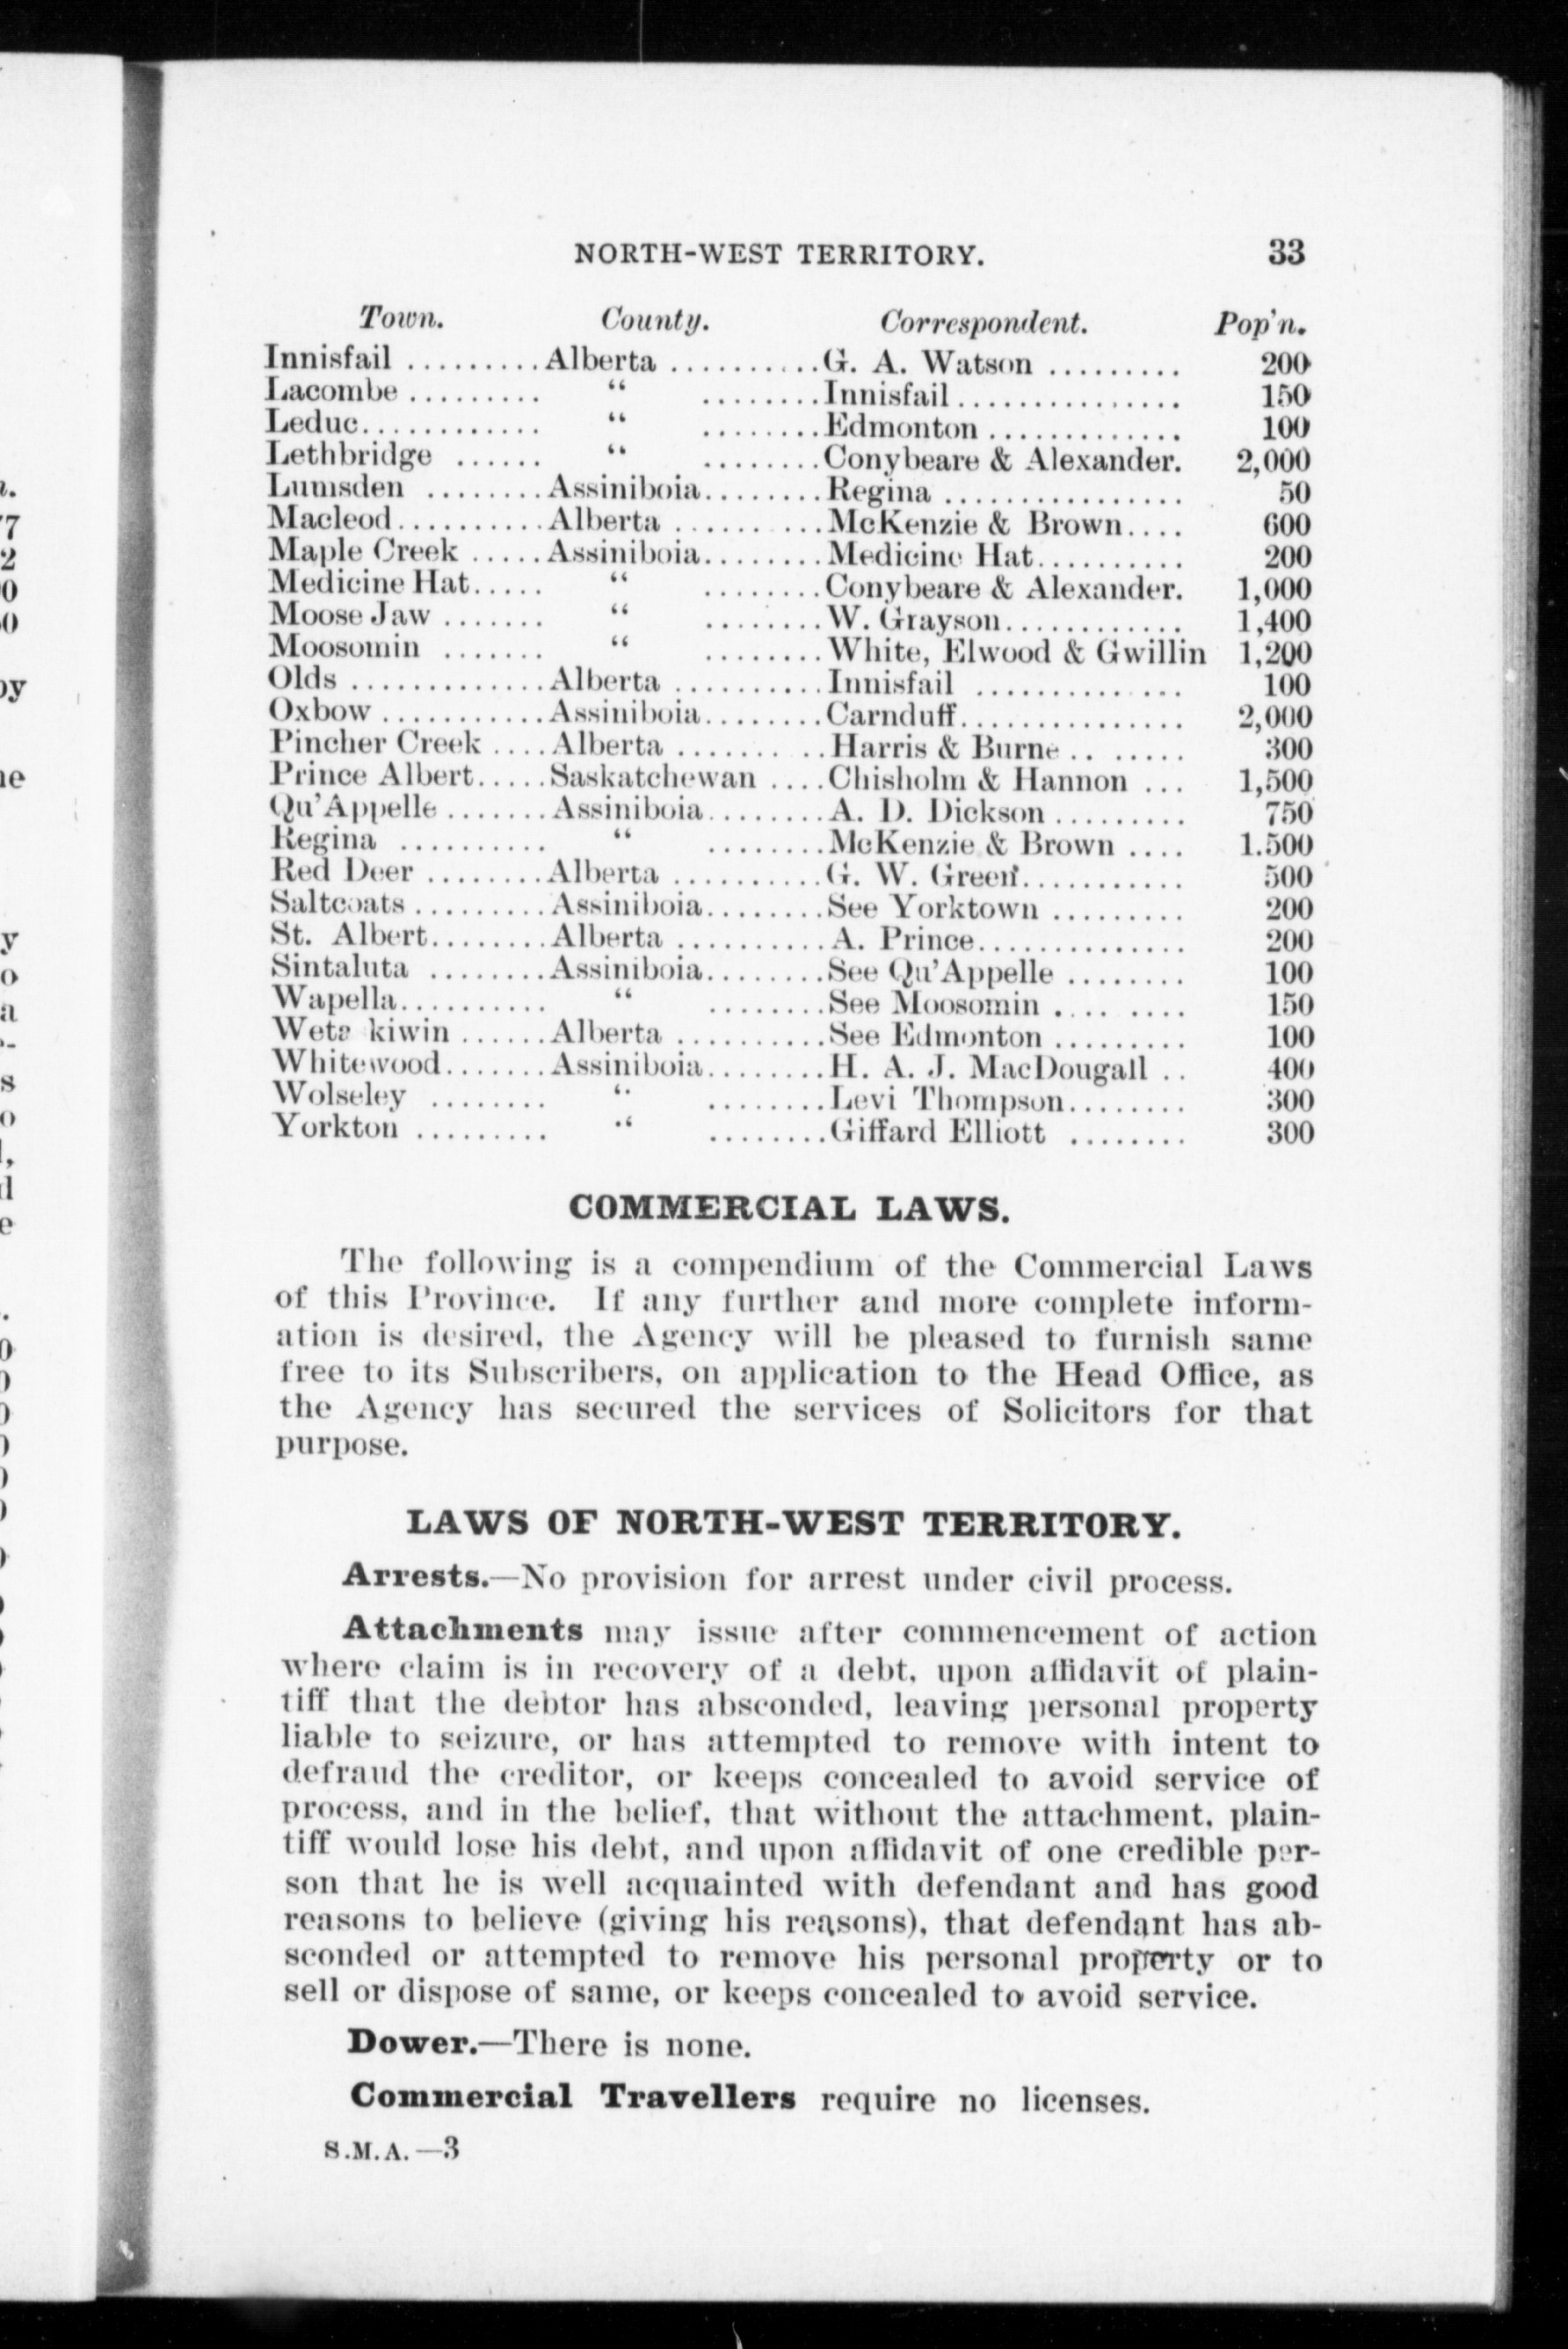 NORTH-WEST TERRITORY. 33
Town. County. Correspondent. Pop'n.
Innisfail ......... Alberta ........... G. A. Watson ......... 200
Lacombe ......... “ ........ Innisfail ............... 150
Leduc ............ “ ........ Edmonton ............. 100
Lethbridge ...... “ ........ Conybeare & Alexander. 2,000
Lumsden ........ Assiniboia ........ Regina ................ 50
Macleod .......... Alberta .......... McKenzie & Brown .... 600
Maple Creek ..... Assiniboia ........ Medicine Hat .......... 200
Medicine Hat ..... “ ........ Conybeare & Alexander. 1,000
Moose Jaw ....... “ ........ W. Grayson ............ 1,400
Moosomin ....... “ ........ White, Elwood & Gwillin 1,200
Olds ............. Alberta .......... Innisfail .............. 100
Oxbow ........... Assiniboia ........ Carnduff ............... 2,000
Pincher Creek .... Alberta .......... Harris & Burne ........ 300
Prince Albert ..... Saskatchewan .... Chisholm & Hannon ... 1,500
Qu'Appelle ....... Assiniboia ........ A. D. Dickson ......... 750
Regina .......... “ ........ McKenzie & Brown .... 1.500
Red Deer ........ Alberta .......... G. W. Green ........... 500
Saltcoats ......... Assiniboia ........ See Yorktown ......... 200
St. Albert ........ Alberta .......... A. Prince .............. 200
Sintaluta ........ Assiniboia ........ See Qu'Appelle ........ 100
Wapella .......... “ ........ See Moosomin ......... 150
Weta kiwin ...... Alberta .......... See Edmonton ......... 100
Whitewood ....... Assiniboia ........ H. A. J. MacDougall .. 400
Wolseley ........ “ ........ Levi Thompson ........ 300
Yorkton ......... “ ........ Giffard Elliott ........ 300
COMMERCIAL LAWS.
The following is a compendium of the Commercial Laws
of this Province. If any further and more complete inform-
ation is desired, the Agency will be pleased to furnish same
free to its Subscribers, on application to the Head Office, as
the Agency has secured the services of Solicitors for that
purpose.
LAWS OF NORTH-WEST TERRITORY.
Arrests.—No provision for arrest under civil process.
Attachments may issue after commencement of action
where claim is in recovery of a debt, upon affidavit of plain-
tiff that the debtor has absconded, leaving personal property
liable to seizure, or has attempted to remove with intent to
defraud the creditor, or keeps concealed to avoid service of
process, and in the belief, that without the attachment, plain-
tiff would lose his debt, and upon affidavit of one credible per-
son that he is well acquainted with defendant and has good
reasons to believe (giving his reasons), that defendant has ab-
sconded or attempted to remove his personal property or to
sell or dispose of same, or keeps concealed to avoid service.
Dower.—There is none.
Commercial Travellers require no licenses.
S.M.A.—3